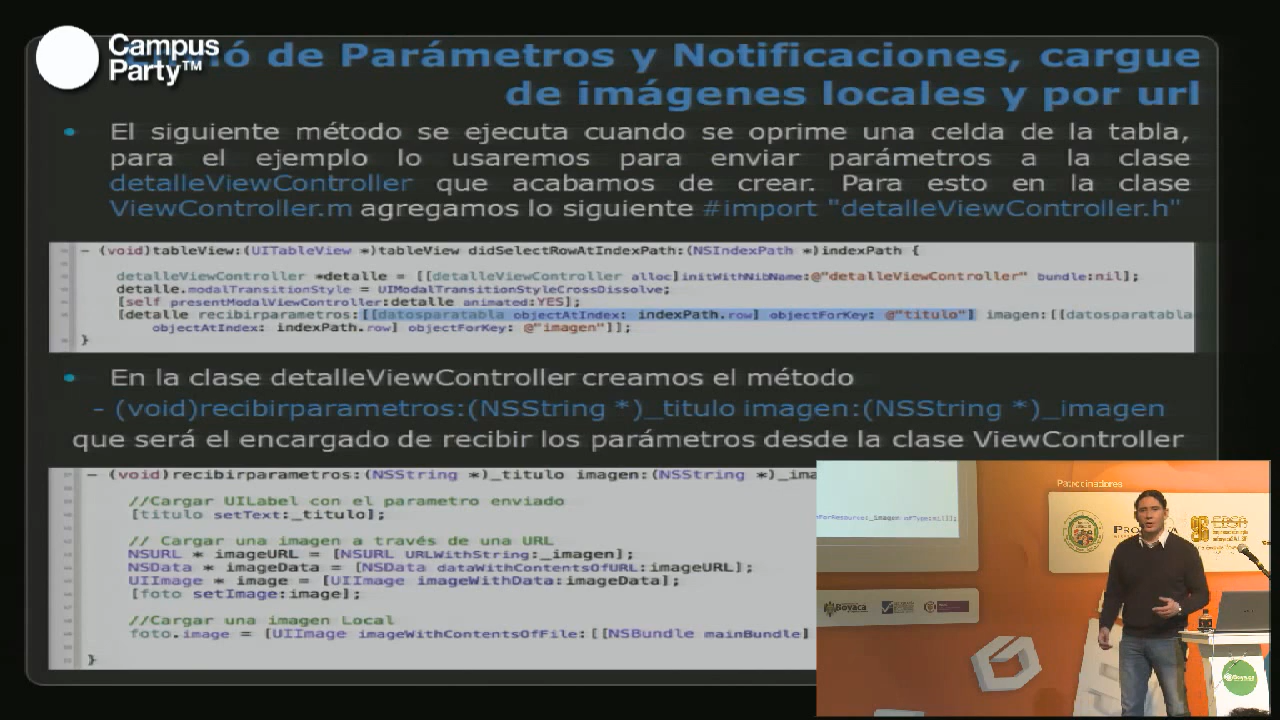 Campus
Party™
ó de Parámetros y Notificaciones, cargue
de imágenes locales y por url
• El siguiente método se ejecuta cuando se oprime una celda de la tabla,
para el ejemplo lo usaremos para enviar parámetros a la clase
detalleViewController que acabamos de crear. Para esto en la clase
ViewController.m agregamos lo siguiente #import "detalleViewController.h"
- (void)tableView:(UITableView *)tableView didSelectRowAtIndexPath:(NSIndexPath *)indexPath {
detalleViewController *detalle = [[detalleViewController alloc]initWithNibName:@"detalleViewController" bundle:nil];
detalle.modalTransitionStyle = UIModalTransitionStyleCrossDissolve;
[self presentModalViewController:detalle animated:YES];
[detalle recibirparametros:[[datosparatabla objectAtIndex: indexPath.row] objectForKey: @"titulo"] imagen:[[datosparatabla
objectAtIndex: indexPath.row] objectForKey: @"imagen"]];
}
• En la clase detalleViewController creamos el método
- (void)recibirparametros:(NSString *)_titulo imagen:(NSString *)_imagen
que será el encargado de recibir los parámetros desde la clase ViewController
- (void)recibirparametros:(NSString *)_titulo imagen:(NSString *)_ima
//Cargar UILabel con el parametro enviado
[titulo setText:_titulo];
// Cargar una imagen a través de una URL
NSURL * imageURL = [NSURL URLWithString:_imagen];
NSData * imageData = [NSData dataWithContentsOfURL:imageURL];
UIImage * image = [UIImage imageWithData:imageData];
[foto setImage:image];
//Cargar una imagen Local
foto.image = [UIImage imageWithContentsOfFile:[[NSBundle mainBundle]
}
Patrocinadores
Boyaca